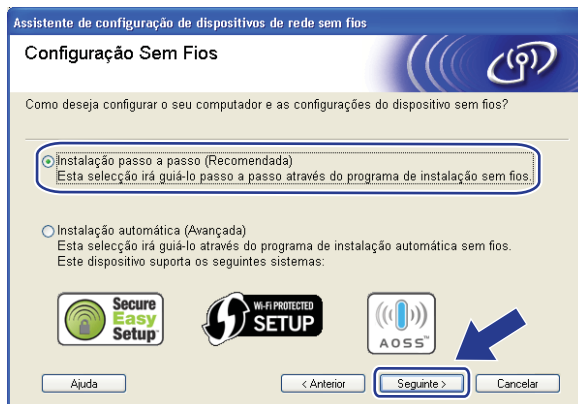 Assistente de configuração de dispositivos de rede sem fios
Configuração Sem Fios
Como deseja configurar o seu computador e as configurações do dispositivo sem fios?
Instalação passo a passo (Recomendada)
Esta selecção irá guiá-lo passo a passo através do programa de instalação sem fios.
Instalação automática (Avançada)
Esta selecção irá guiá-lo através do programa de instalação automática sem fios.
Este dispositivo suporta os seguintes sistemas:
Secure
Easy
Setup™
Wi-Fi PROTECTED
SETUP
AOSS™
Ajuda
< Anterior
Seguinte >
Cancelar